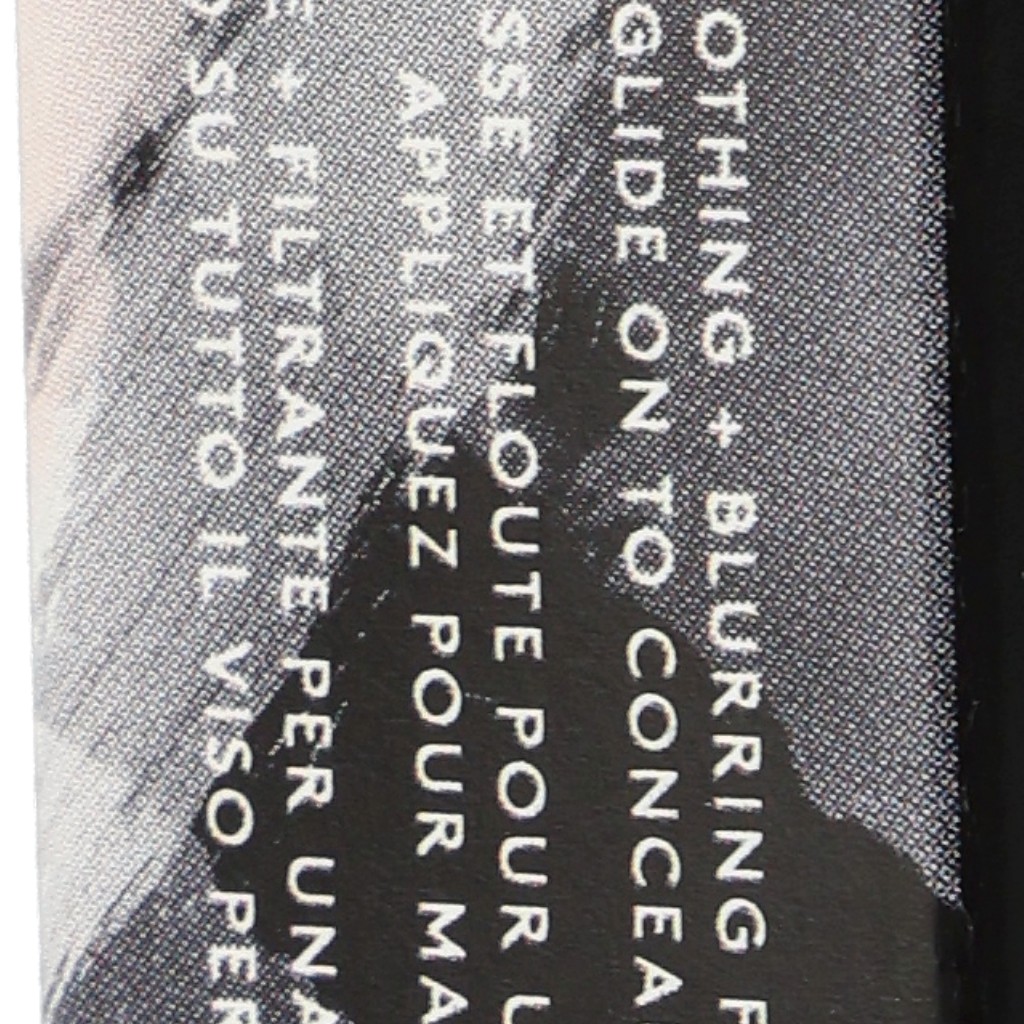 OTHING + BLURRING
GLIDE ON TO CONCEA
SSE ET FLOUTE POUR
APPLIQUEZ POUR MA
+ FILTRANTE PER UNA
SU TUTTO IL VISO PER